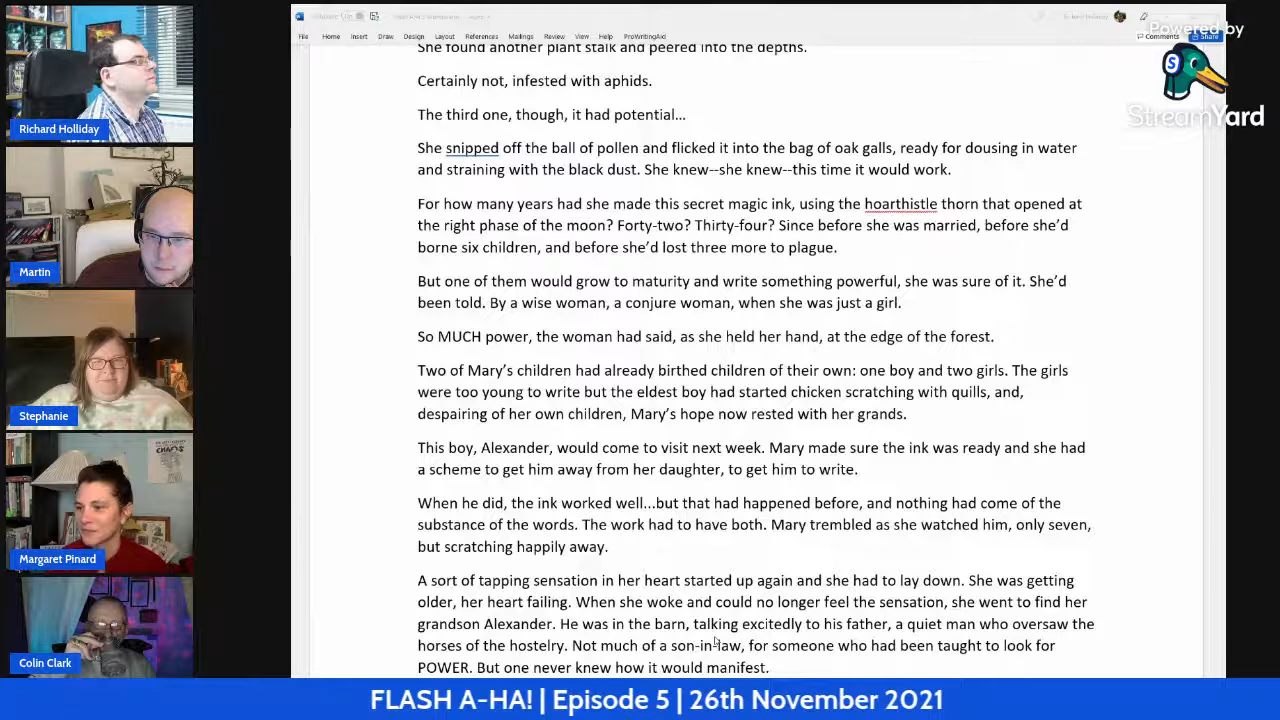 File Home Insert Draw Design Layout References Mailings Review View Help ProWritingAid
Comments Share
Powered by
StreamYard
She found another plant stalk and peered into the depths.
Certainly not, infested with aphids.
The third one, though, it had potential...
She snipped off the ball of pollen and flicked it into the bag of oak galls, ready for dousing in water
and straining with the black dust. She knew--she knew--this time it would work.
For how many years had she made this secret magic ink, using the hoarthistle thorn that opened at
the right phase of the moon? Forty-two? Thirty-four? Since before she was married, before she'd
borne six children, and before she'd lost three more to plague.
But one of them would grow to maturity and write something powerful, she was sure of it. She'd
been told. By a wise woman, a conjure woman, when she was just a girl.
So MUCH power, the woman had said, as she held her hand, at the edge of the forest.
Two of Mary's children had already birthed children of their own: one boy and two girls. The girls
were too young to write but the eldest boy had started chicken scratching with quills, and,
despairing of her own children, Mary's hope now rested with her grands.
This boy, Alexander, would come to visit next week. Mary made sure the ink was ready and she had
a scheme to get him away from her daughter, to get him to write.
When he did, the ink worked well...but that had happened before, and nothing had come of the
substance of the words. The work had to have both. Mary trembled as she watched him, only seven,
but scratching happily away.
A sort of tapping sensation in her heart started up again and she had to lay down. She was getting
older, her heart failing. When she woke and could no longer feel the sensation, she went to find her
grandson Alexander. He was in the barn, talking excitedly to his father, a quiet man who oversaw the
horses of the hostelry. Not much of a son-in-law, for someone who had been taught to look for
POWER. But one never knew how it would manifest.
Richard Holliday
Martin
Stephanie
CHAOS
Margaret Pinard
Colin Clark
FLASH A-HA! | Episode 5 | 26th November 2021